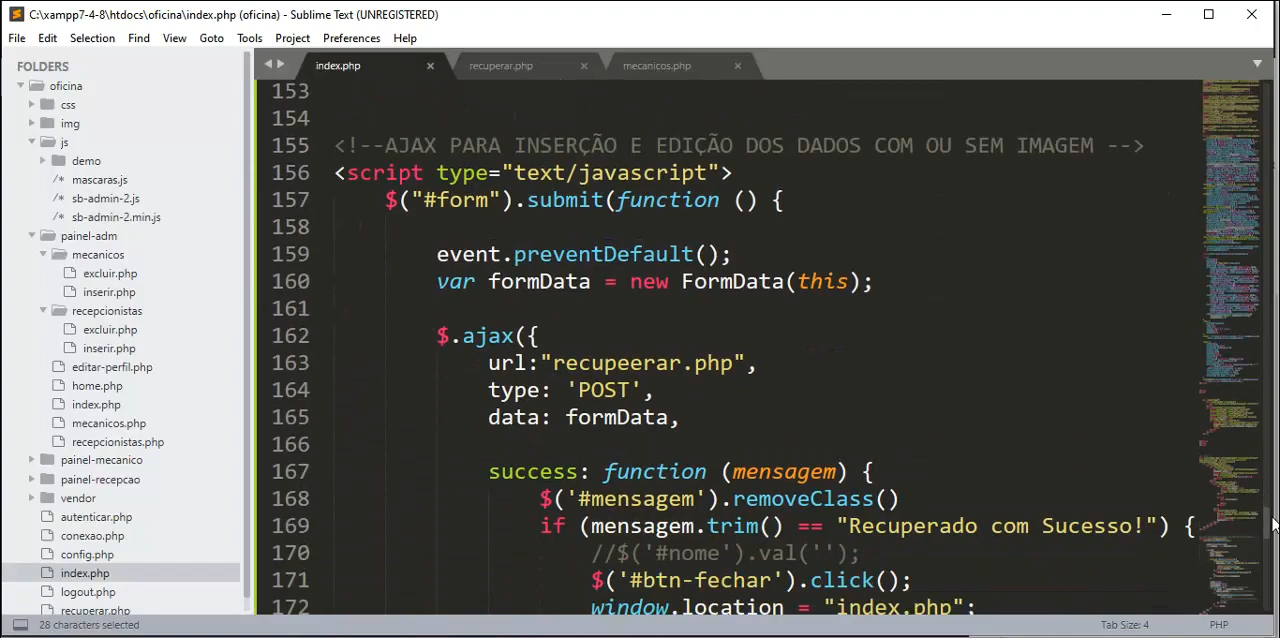 C:\xampp7-4-8\htdocs\oficina\index.php (oficina) - Sublime Text (UNREGISTERED)
File Edit Selection Find View Goto Tools Project Preferences Help
FOLDERS
oficina
css
img
js
demo
/* mascaras.js
/* sb-admin-2.js
/* sb-admin-2.min.js
painel-adm
mecanicos
excluir.php
inserir.php
recepcionistas
excluir.php
inserir.php
editar-perfil.php
home.php
index.php
mecanicos.php
recepcionistas.php
painel-mecanico
painel-recepcao
vendor
autenticar.php
conexao.php
config.php
index.php
logout.php
recuperar.php
index.php recuperar.php mecanicos.php
153
154
155 <!--AJAX PARA INSERÇÃO E EDIÇÃO DOS DADOS COM OU SEM IMAGEM -->
156 <script type="text/javascript">
157 $("#form").submit(function () {
158
159 event.preventDefault();
160 var formData = new FormData(this);
161
162 $.ajax({
163 url:"recupeerar.php",
164 type: 'POST',
165 data: formData,
166
167 success: function (mensagem) {
168 $('#mensagem').removeClass()
169 if (mensagem.trim() == "Recuperado com Sucesso!") {
170 //$('#nome').val('');
171 $('#btn-fechar').click();
172 window.location = "index.php";
28 characters selected Tab Size: 4 PHP